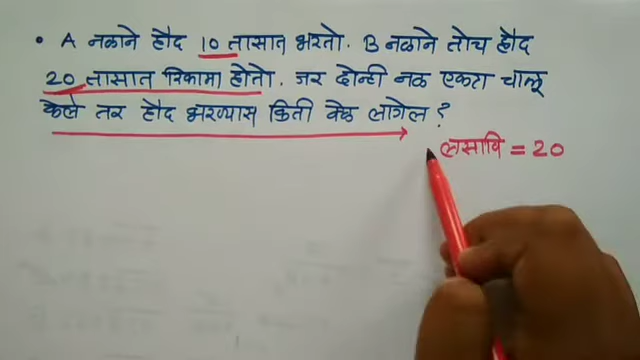 • A नळाने हौद 10 तासात भरतो. B नळाने तोच हौद
20 तासात रिकामा होतो. जर दोन्ही नळ एकदा चालू
केले तर हौद भरण्यास किती वेळ लागेल ?
लसावि = 20